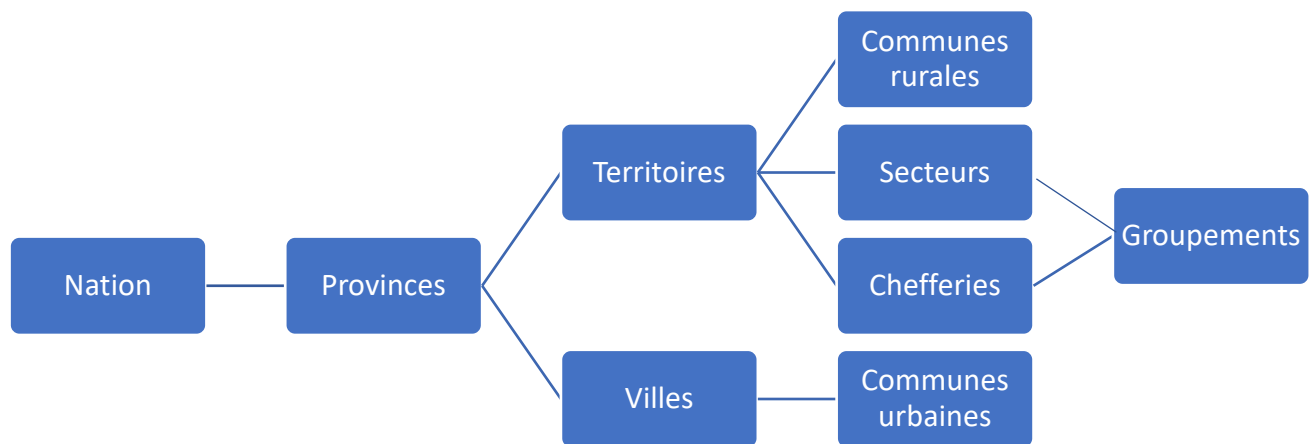 Nation
Provinces
Territoires
Villes
Communes
rurales
Secteurs
Chefferies
Communes
urbaines
Groupements